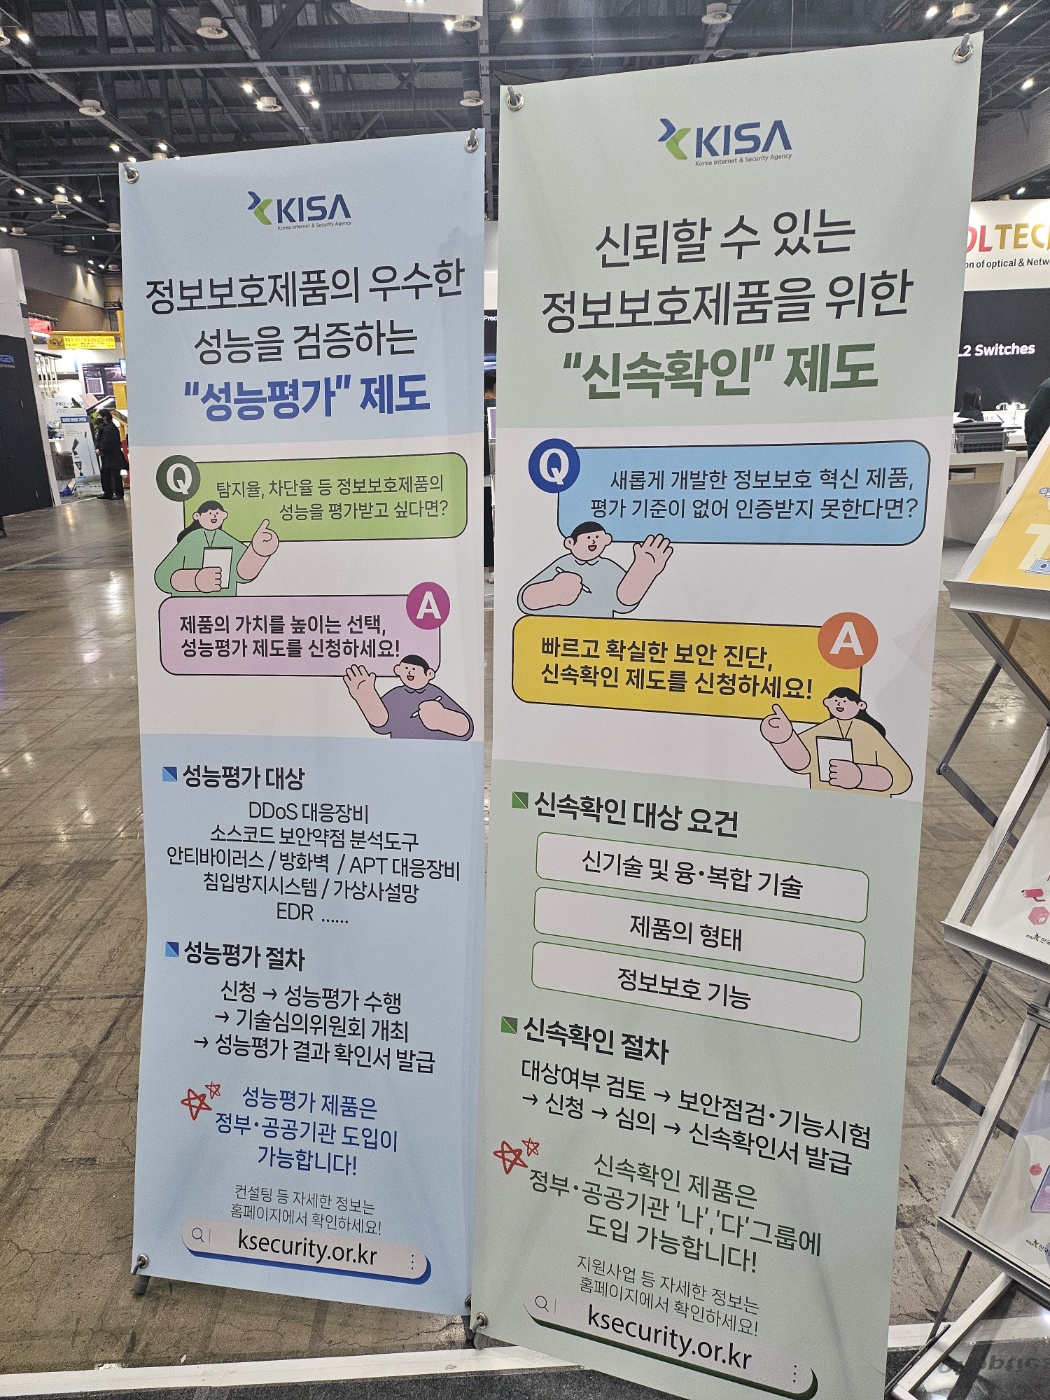 KISA
Korea Internet & Security Agency
정보보호제품의 우수한
성능을 검증하는
“성능평가” 제도
Q
탐지율, 차단율 등 정보보호제품의
성능을 평가받고 싶다면?
A
제품의 가치를 높이는 선택,
성능평가 제도를 신청하세요!
성능평가 대상
DDoS 대응장비
소스코드 보안약점 분석도구
안티바이러스 / 방화벽 / APT 대응장비
침입방지시스템 / 가상사설망
EDR ......
성능평가 절차
신청 → 성능평가 수행
→ 기술심의위원회 개최
→ 성능평가 결과 확인서 발급
성능평가 제품은
정부·공공기관 도입이
가능합니다!
컨설팅 등 자세한 정보는
홈페이지에서 확인하세요!
ksecurity.or.kr
KISA
Korea Internet & Security Agency
신뢰할 수 있는
정보보호제품을 위한
“신속확인” 제도
Q
새롭게 개발한 정보보호 혁신 제품,
평가 기준이 없어 인증받지 못한다면?
A
빠르고 확실한 보안 진단,
신속확인 제도를 신청하세요!
신속확인 대상 요건
신기술 및 융·복합 기술
제품의 형태
정보보호 기능
신속확인 절차
대상여부 검토 → 보안점검·기능시험
→ 신청 → 심의 → 신속확인서 발급
신속확인 제품은
정부·공공기관 '나','다'그룹에
도입 가능합니다!
지원사업 등 자세한 정보는
홈페이지에서 확인하세요!
ksecurity.or.kr
OLTEC
on of optical & Netw
L2 Switches